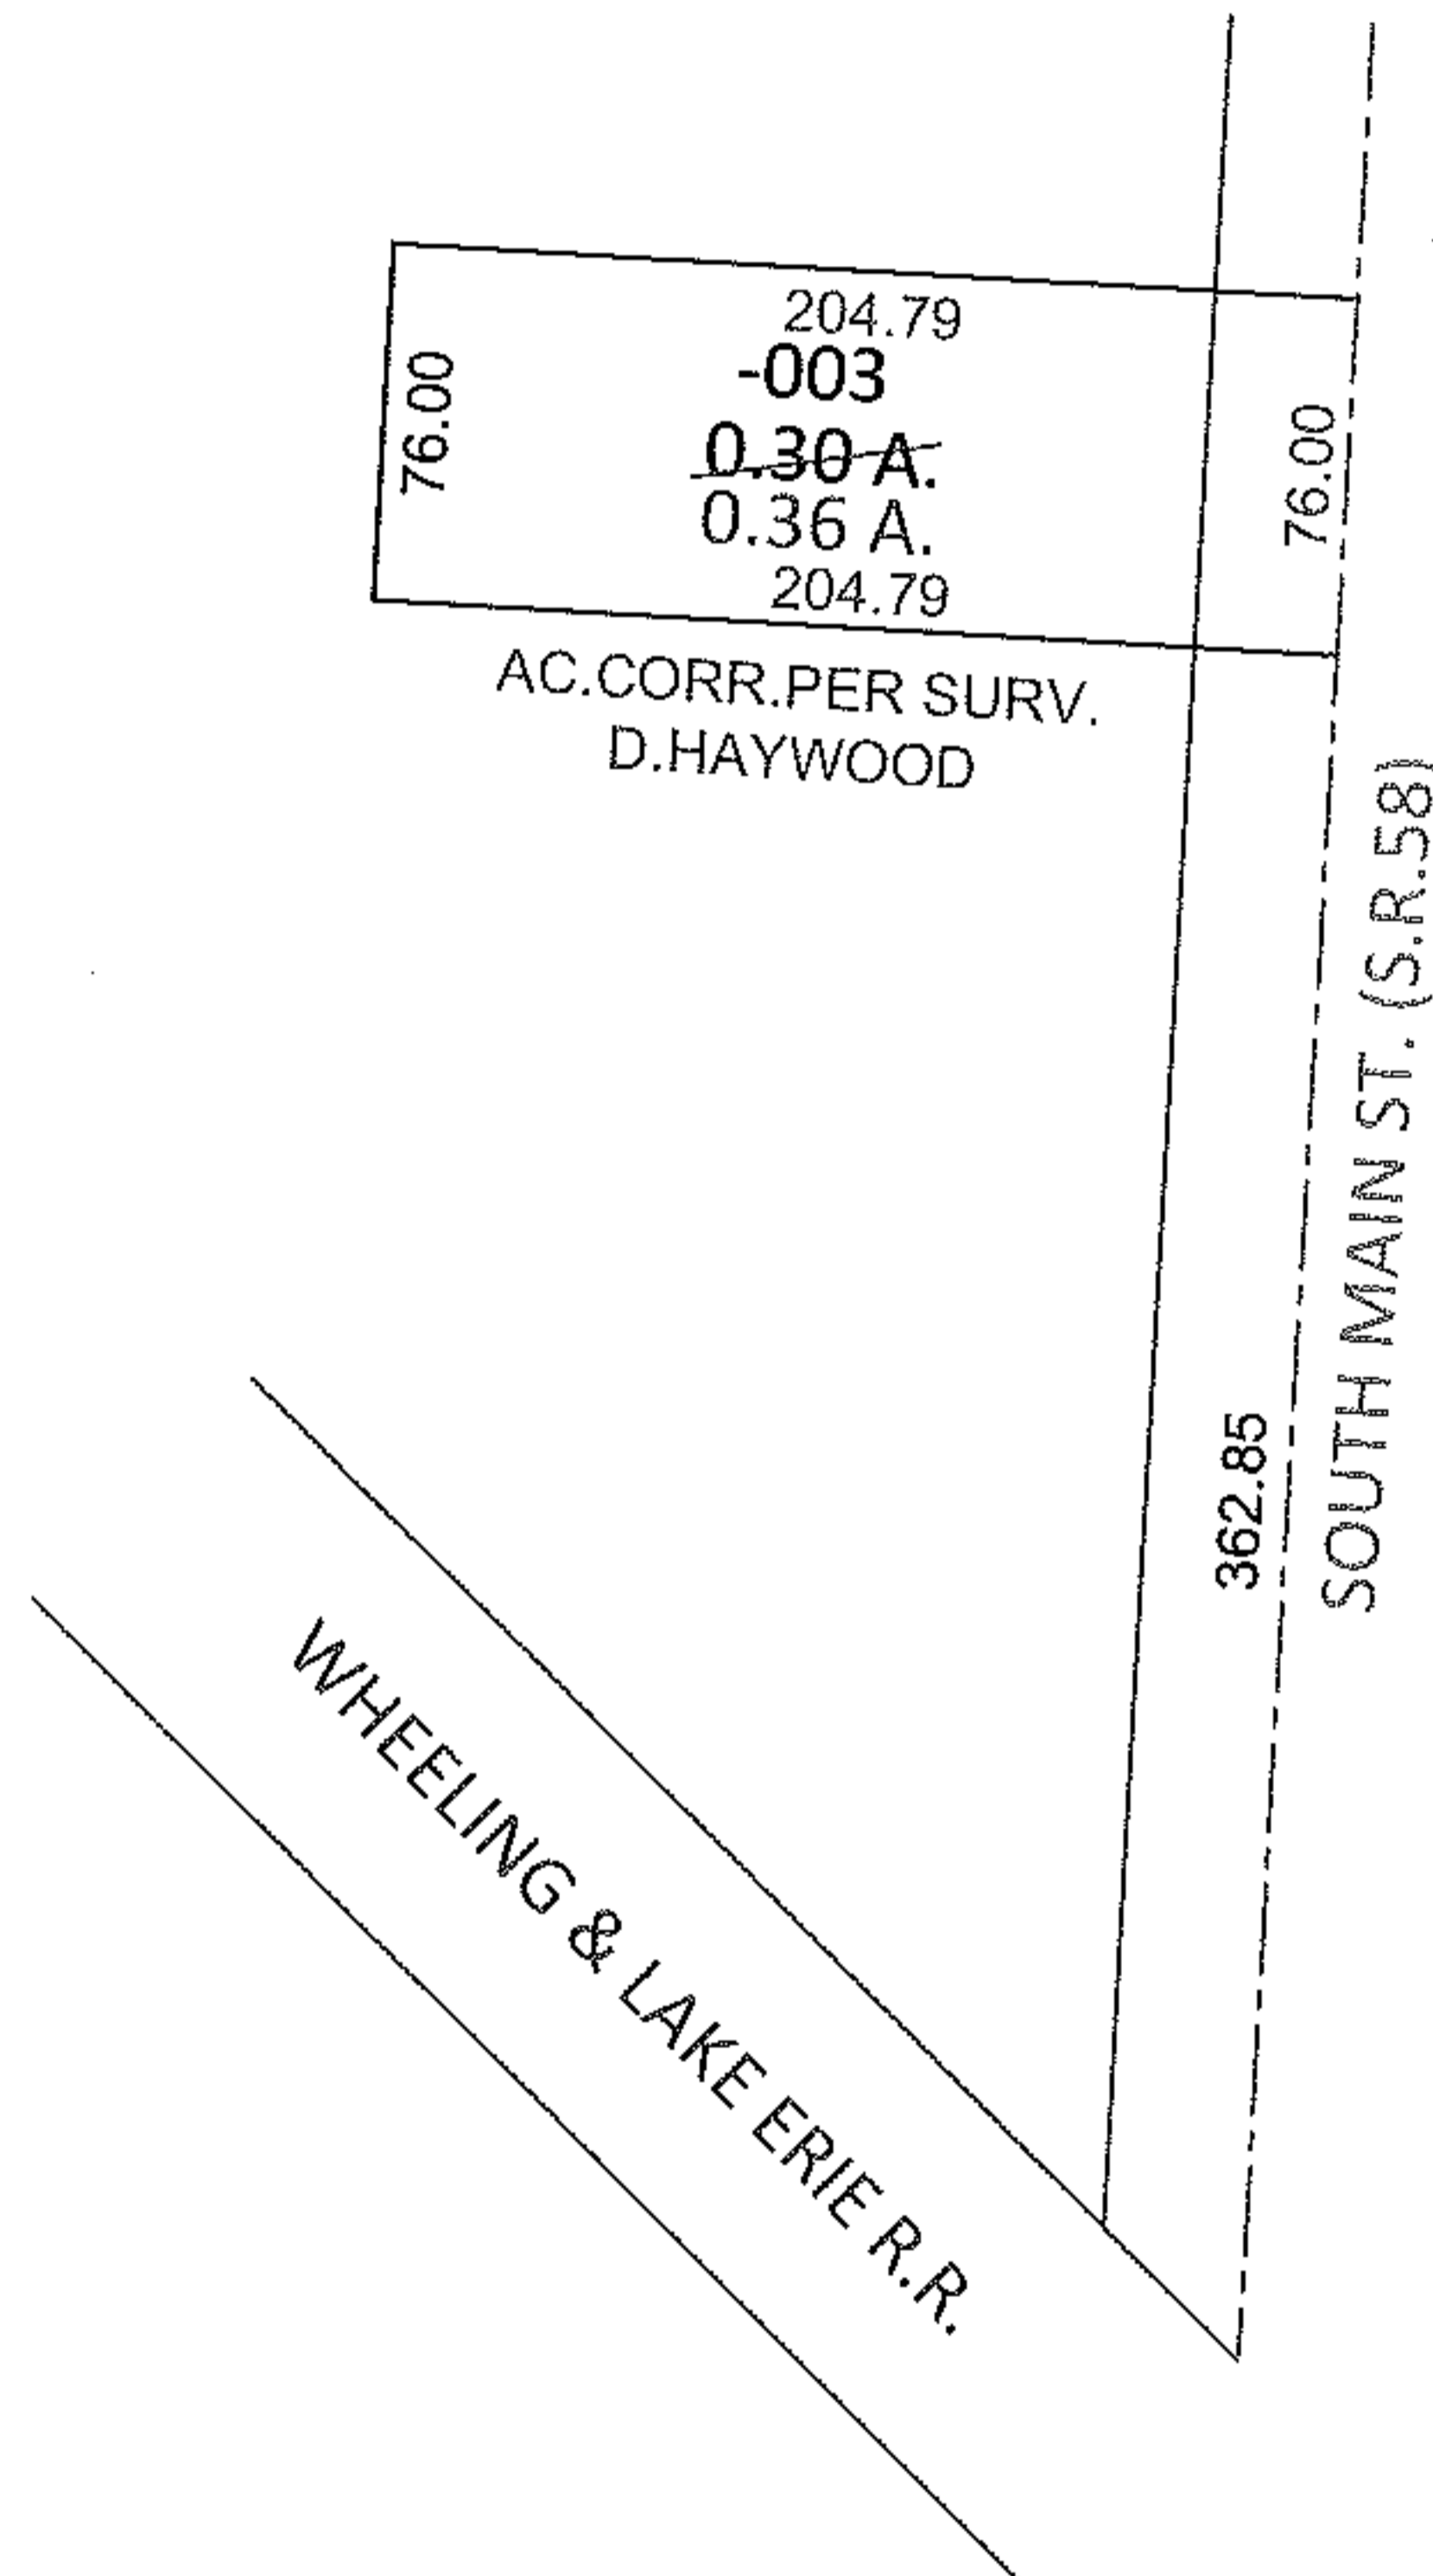 204.79
-003
76.00
0.30 A.
76.00
0.36 A.
204.79
AC.CORR.PER SURV.
D.HAYWOOD
SOUTH MAIN ST. (S.R.58)
362.85
WHEELING & LAKE ERIE R.R.